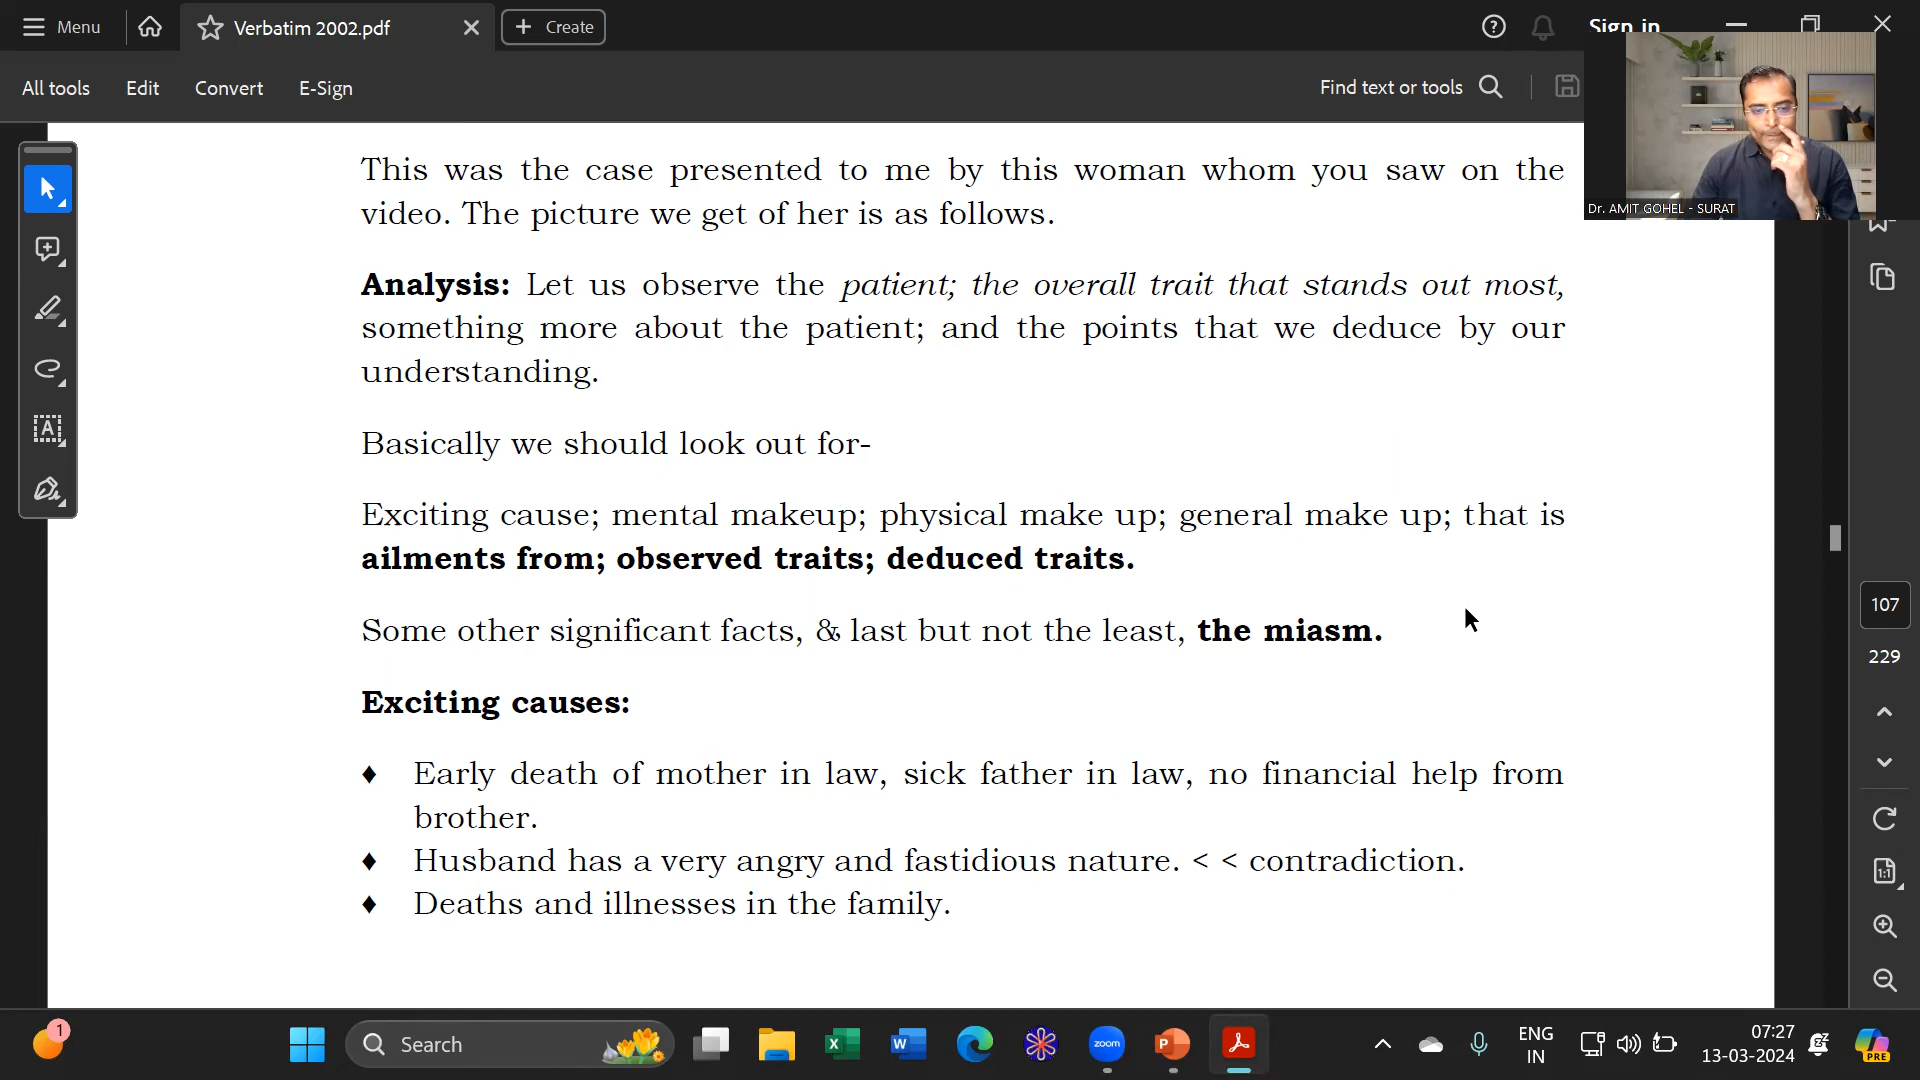 Menu
Verbatim 2002.pdf
Create
Sign in
All tools Edit Convert E-Sign
Find text or tools
Dr. AMIT GOHEL - SURAT
This was the case presented to me by this woman whom you saw on the
video. The picture we get of her is as follows.
Analysis: Let us observe the patient; the overall trait that stands out most,
something more about the patient; and the points that we deduce by our
understanding.
Basically we should look out for-
Exciting cause; mental makeup; physical make up; general make up; that is
ailments from; observed traits; deduced traits.
Some other significant facts, & last but not the least, the miasm.
Exciting causes:
♦ Early death of mother in law, sick father in law, no financial help from
brother.
♦ Husband has a very angry and fastidious nature. < < contradiction.
♦ Deaths and illnesses in the family.
107
229
1:1
A
1
Search
X
W
zoom
P
ENG
IN
07:27
13-03-2024
PRE